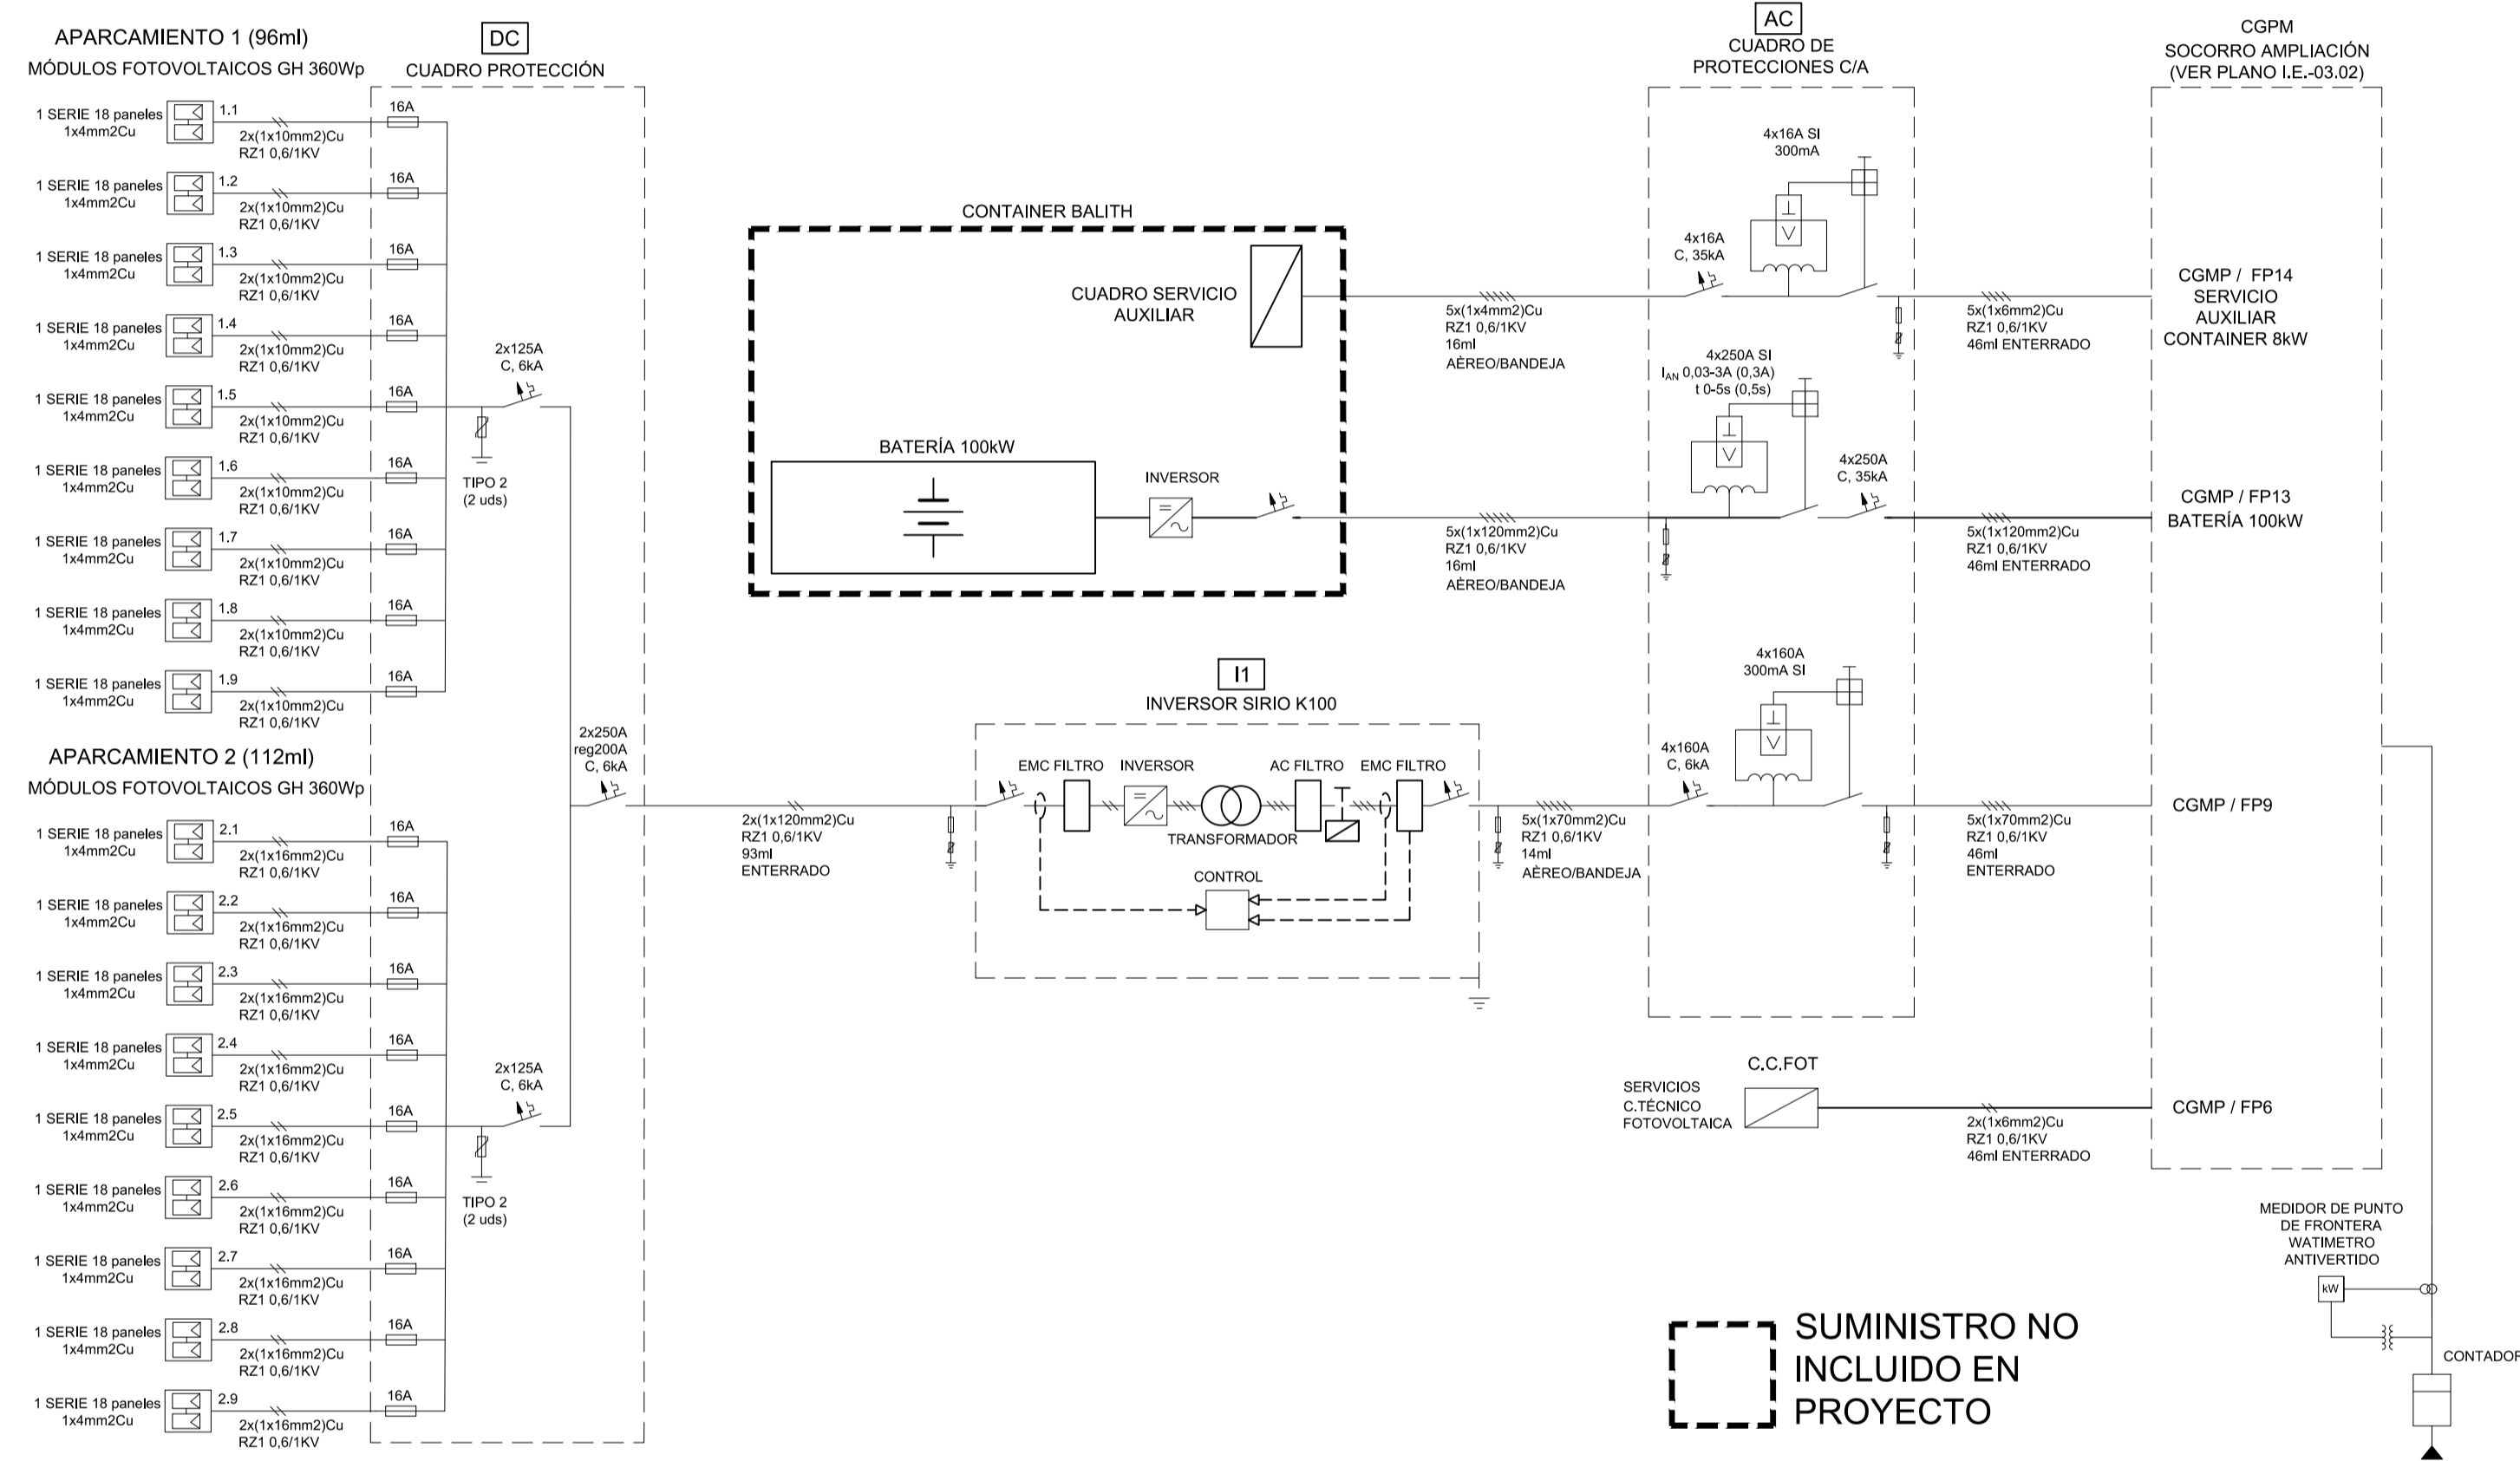 APARCAMIENTO 1 (96ml)
MÓDULOS FOTOVOLTAICOS GH 360Wp
DC
CUADRO PROTECCIÓN
1 SERIE 18 paneles
1x4mm2Cu
1.1
2x(1x10mm2)Cu
RZ1 0,6/1KV
16A
1 SERIE 18 paneles
1x4mm2Cu
1.2
2x(1x10mm2)Cu
RZ1 0,6/1KV
16A
1 SERIE 18 paneles
1x4mm2Cu
1.3
2x(1x10mm2)Cu
RZ1 0,6/1KV
16A
1 SERIE 18 paneles
1x4mm2Cu
1.4
2x(1x10mm2)Cu
RZ1 0,6/1KV
16A
1 SERIE 18 paneles
1x4mm2Cu
1.5
2x(1x10mm2)Cu
RZ1 0,6/1KV
16A
1 SERIE 18 paneles
1x4mm2Cu
1.6
2x(1x10mm2)Cu
RZ1 0,6/1KV
16A
1 SERIE 18 paneles
1x4mm2Cu
1.7
2x(1x10mm2)Cu
RZ1 0,6/1KV
16A
1 SERIE 18 paneles
1x4mm2Cu
1.8
2x(1x10mm2)Cu
RZ1 0,6/1KV
16A
1 SERIE 18 paneles
1x4mm2Cu
1.9
2x(1x10mm2)Cu
RZ1 0,6/1KV
16A
2x125A
C, 6kA
TIPO 2
(2 uds)
APARCAMIENTO 2 (112ml)
MÓDULOS FOTOVOLTAICOS GH 360Wp
1 SERIE 18 paneles
1x4mm2Cu
2.1
2x(1x16mm2)Cu
RZ1 0,6/1KV
16A
1 SERIE 18 paneles
1x4mm2Cu
2.2
2x(1x16mm2)Cu
RZ1 0,6/1KV
16A
1 SERIE 18 paneles
1x4mm2Cu
2.3
2x(1x16mm2)Cu
RZ1 0,6/1KV
16A
1 SERIE 18 paneles
1x4mm2Cu
2.4
2x(1x16mm2)Cu
RZ1 0,6/1KV
16A
1 SERIE 18 paneles
1x4mm2Cu
2.5
2x(1x16mm2)Cu
RZ1 0,6/1KV
16A
1 SERIE 18 paneles
1x4mm2Cu
2.6
2x(1x16mm2)Cu
RZ1 0,6/1KV
16A
1 SERIE 18 paneles
1x4mm2Cu
2.7
2x(1x16mm2)Cu
RZ1 0,6/1KV
16A
1 SERIE 18 paneles
1x4mm2Cu
2.8
2x(1x16mm2)Cu
RZ1 0,6/1KV
16A
1 SERIE 18 paneles
1x4mm2Cu
2.9
2x(1x16mm2)Cu
RZ1 0,6/1KV
16A
2x125A
C, 6kA
TIPO 2
(2 uds)
2x250A
reg200A
C, 6kA
2x(1x120mm2)Cu
RZ1 0,6/1KV
93ml
ENTERRADO
CONTAINER BALITH
CUADRO SERVICIO
AUXILIAR
BATERÍA 100kW
INVERSOR
5x(1x4mm2)Cu
RZ1 0,6/1KV
16ml
AÈREO/BANDEJA
5x(1x120mm2)Cu
RZ1 0,6/1KV
16ml
AÈREO/BANDEJA
I1
INVERSOR SIRIO K100
EMC FILTRO
INVERSOR
TRANSFORMADOR
AC FILTRO
EMC FILTRO
CONTROL
5x(1x70mm2)Cu
RZ1 0,6/1KV
14ml
AÈREO/BANDEJA
AC
CUADRO DE
PROTECCIONES C/A
4x16A SI
300mA
4x16A
C, 35kA
4x250A SI
IAN 0,03-3A (0,3A)
t 0-5s (0,5s)
4x250A
C, 35kA
4x160A
300mA SI
4x160A
C, 6kA
5x(1x6mm2)Cu
RZ1 0,6/1KV
46ml ENTERRADO
5x(1x120mm2)Cu
RZ1 0,6/1KV
46ml ENTERRADO
5x(1x70mm2)Cu
RZ1 0,6/1KV
46ml
ENTERRADO
C.C.FOT
SERVICIOS
C.TÉCNICO
FOTOVOLTAICA
2x(1x6mm2)Cu
RZ1 0,6/1KV
46ml ENTERRADO
CGPM
SOCORRO AMPLIACIÓN
(VER PLANO I.E.-03.02)
CGMP / FP14
SERVICIO
AUXILIAR
CONTAINER 8kW
CGMP / FP13
BATERÍA 100kW
CGMP / FP9
CGMP / FP6
MEDIDOR DE PUNTO
DE FRONTERA
WATIMETRO
ANTIVERTIDO
kW
CONTADOR
SUMINISTRO NO
INCLUIDO EN
PROYECTO